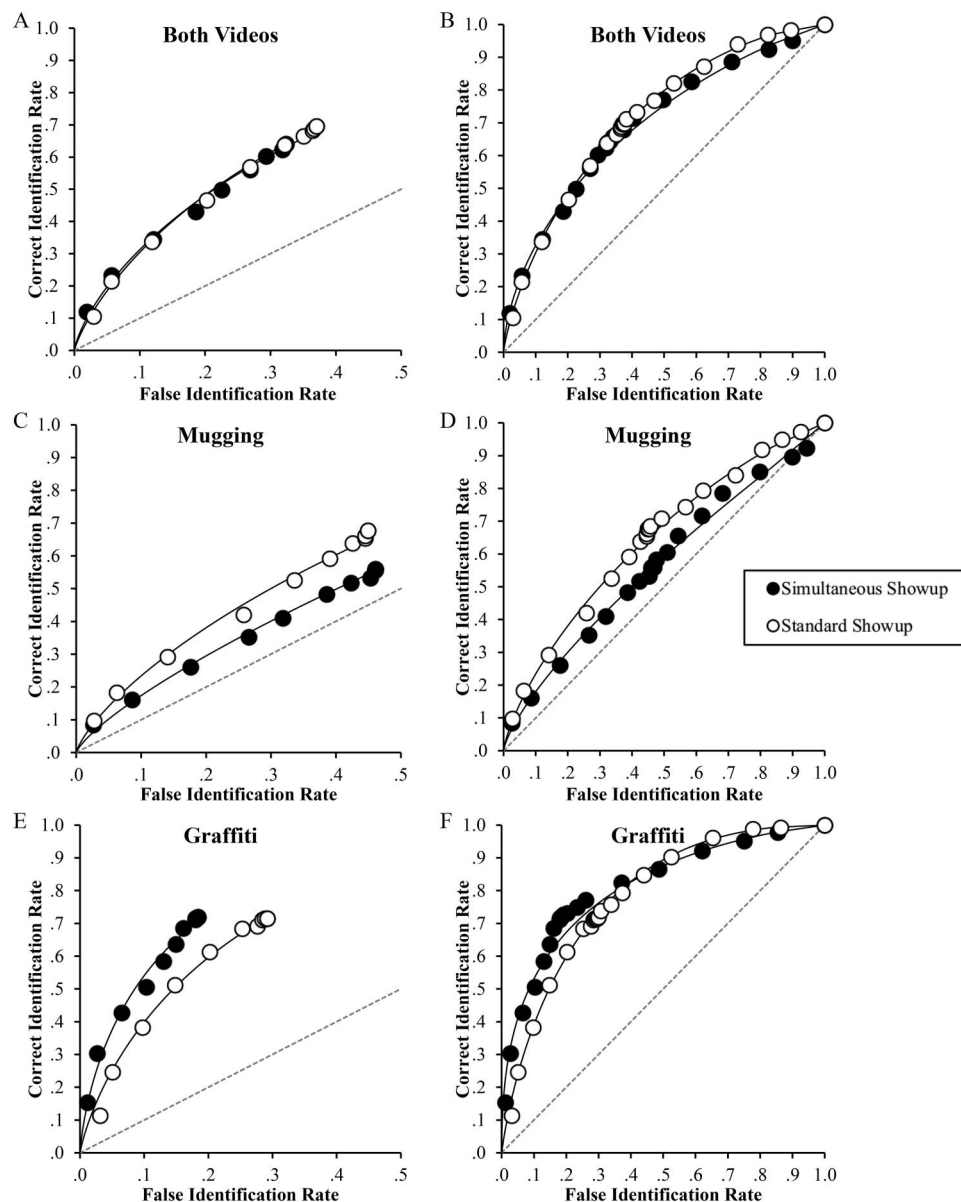 A
Both Videos
1.0
.9
.8
.7
.6
.5
.4
.3
.2
.1
.0
Correct Identification Rate
.0 .1 .2 .3 .4 .5
False Identification Rate
B
Both Videos
1.0
.9
.8
.7
.6
.5
.4
.3
.2
.1
.0
Correct Identification Rate
.0 .1 .2 .3 .4 .5 .6 .7 .8 .9 1.0
False Identification Rate
C
Mugging
1.0
.9
.8
.7
.6
.5
.4
.3
.2
.1
.0
Correct Identification Rate
.0 .1 .2 .3 .4 .5
False Identification Rate
D
Mugging
1.0
.9
.8
.7
.6
.5
.4
.3
.2
.1
.0
Correct Identification Rate
.0 .1 .2 .3 .4 .5 .6 .7 .8 .9 1.0
False Identification Rate
Simultaneous Showup
Standard Showup
E
Graffiti
1.0
.9
.8
.7
.6
.5
.4
.3
.2
.1
.0
Correct Identification Rate
.0 .1 .2 .3 .4 .5
False Identification Rate
F
Graffiti
1.0
.9
.8
.7
.6
.5
.4
.3
.2
.1
.0
Correct Identification Rate
.0 .1 .2 .3 .4 .5 .6 .7 .8 .9 1.0
False Identification Rate